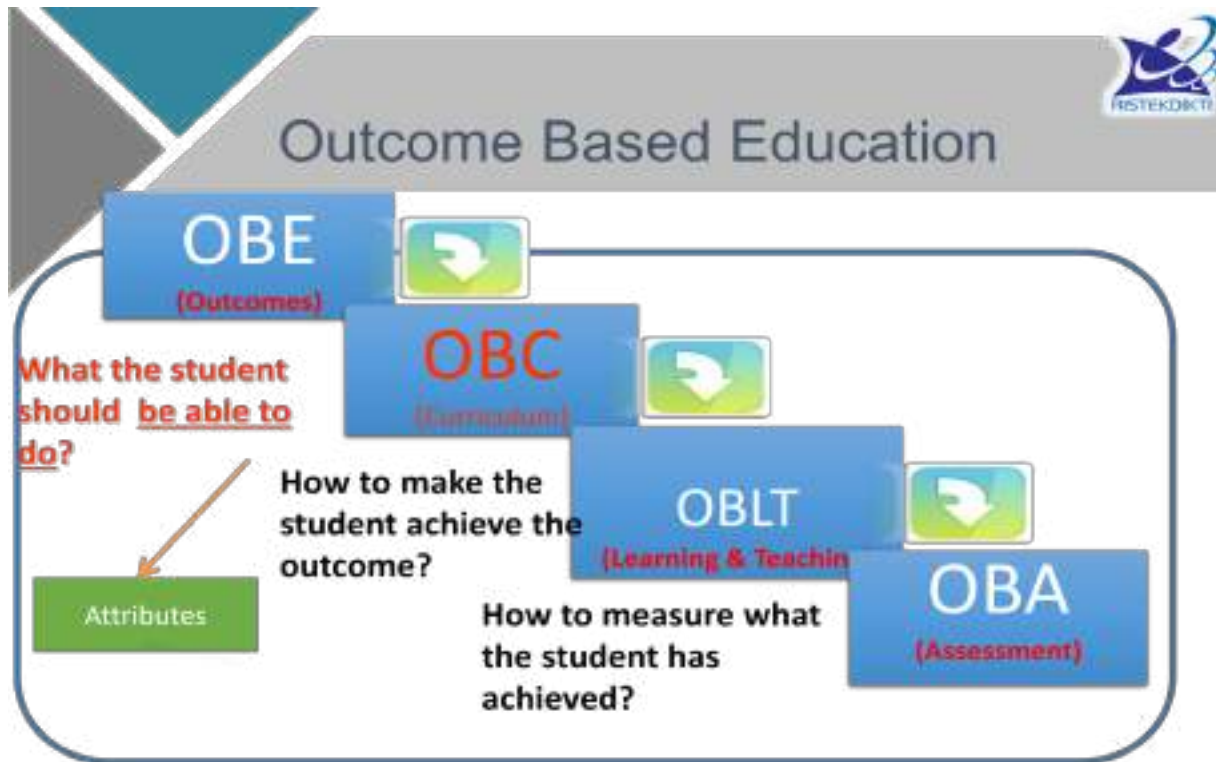 RISTEKDIKTI
Outcome Based Education
OBE
(Outcomes)
OBC
(Curriculum)
What the student
should be able to
do?
How to make the
student achieve the
outcome?
OBLT
(Learning & Teachin
Attributes
OBA
(Assessment)
How to measure what
the student has
achieved?